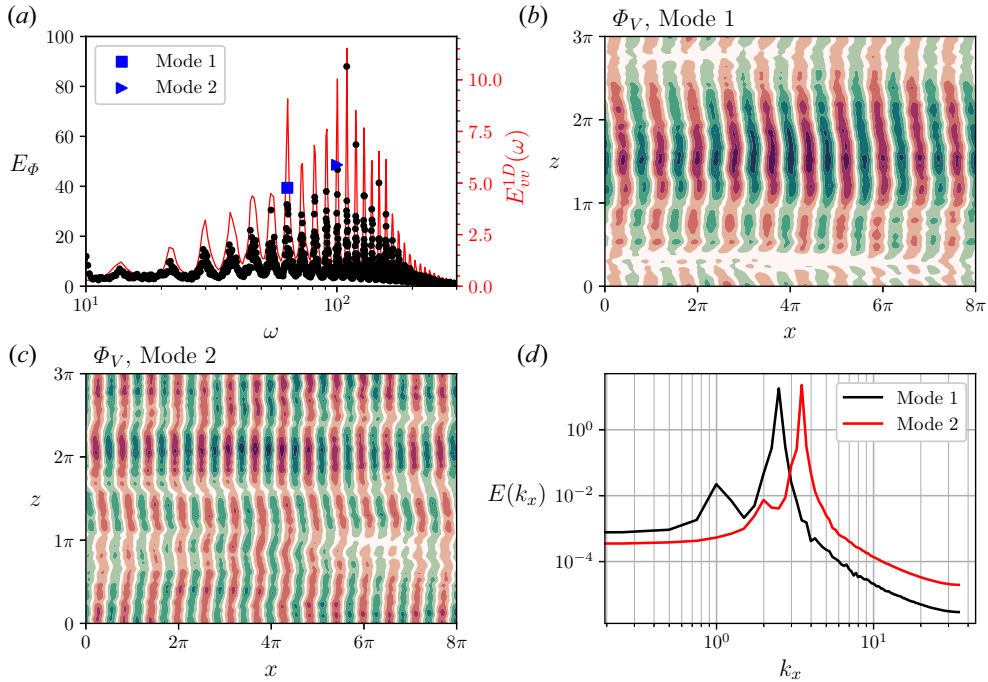 (a)
100
80
60
40
20
0
E_Φ
Mode 1
Mode 2
10.0
7.5
5.0
2.5
0.0
E^{1D}_{vv}(ω)
10^1
10^2
ω
(b)
Φ_V, Mode 1
3π
2π
1π
0
z
0
2π
4π
6π
8π
x
(c)
Φ_V, Mode 2
3π
2π
1π
0
z
0
2π
4π
6π
8π
x
(d)
Mode 1
Mode 2
10^0
10^{−2}
10^{−4}
E(k_x)
10^0
10^1
k_x